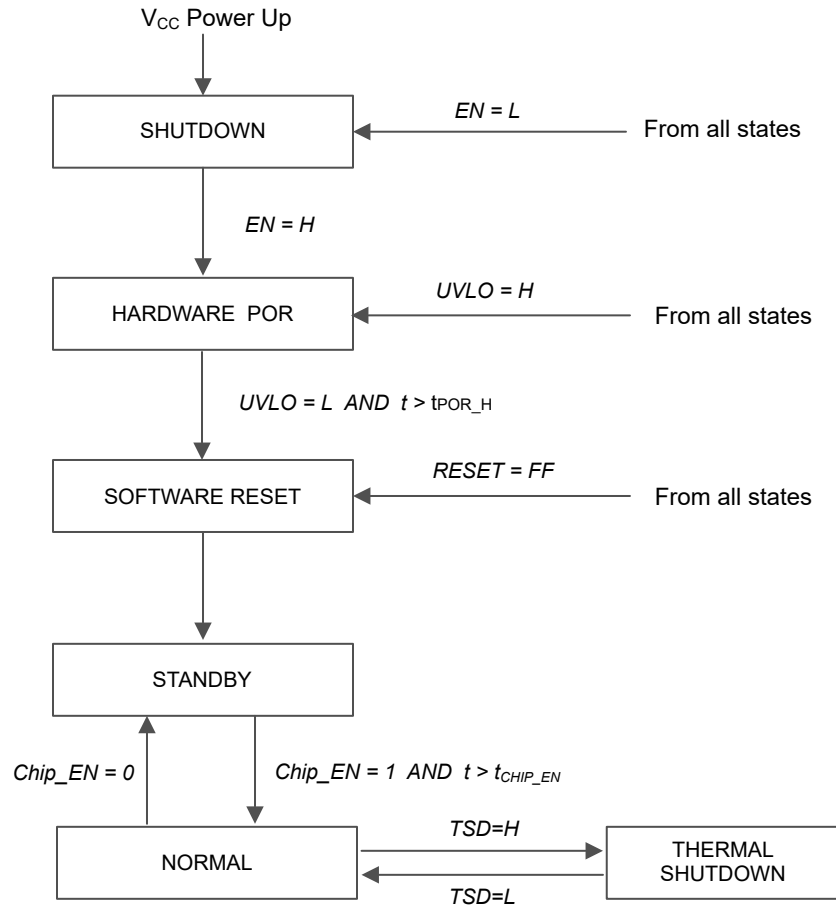 VCC Power Up
SHUTDOWN
EN = L
From all states
EN = H
HARDWARE POR
UVLO = H
From all states
UVLO = L AND t > tPOR_H
SOFTWARE RESET
RESET = FF
From all states
STANDBY
Chip_EN = 0
Chip_EN = 1 AND t > tCHIP_EN
NORMAL
TSD=H
TSD=L
THERMAL
SHUTDOWN